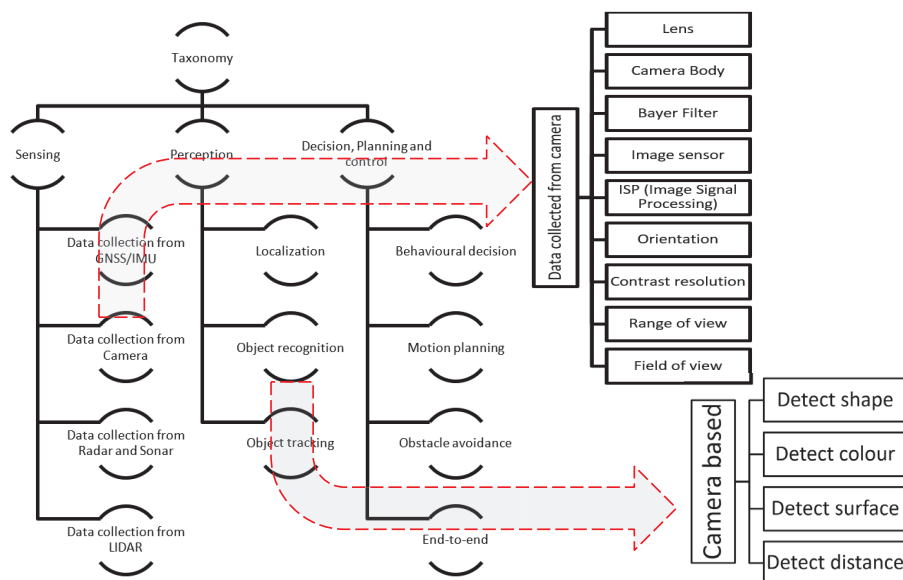 Taxonomy
Sensing
Perception
Decision, Planning and
control
Data collection from
GNSS/IMU
Data collection from
Camera
Data collection from
Radar and Sonar
Data collection from
LIDAR
Localization
Object recognition
Object tracking
Behavioural decision
Motion planning
Obstacle avoidance
End-to-end
Data collected from camera
Lens
Camera Body
Bayer Filter
Image sensor
ISP (Image Signal
Processing)
Orientation
Contrast resolution
Range of view
Field of view
Camera based
Detect shape
Detect colour
Detect surface
Detect distance